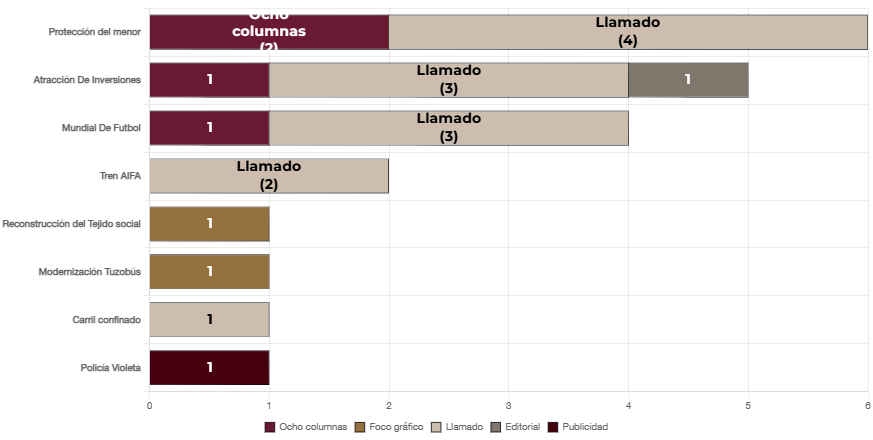 Protección del menor
Ocho
columnas
(2)
Llamado
(4)
Atracción De Inversiones
1
Llamado
(3)
1
Mundial De Futbol
1
Llamado
(3)
Tren AIFA
Llamado
(2)
Reconstrucción del Tejido social
1
Modernización Tuzobús
1
Carril confinado
1
Policía Violeta
1
0 1 2 3 4 5 6
Ocho columnas Foco gráfico Llamado Editorial Publicidad